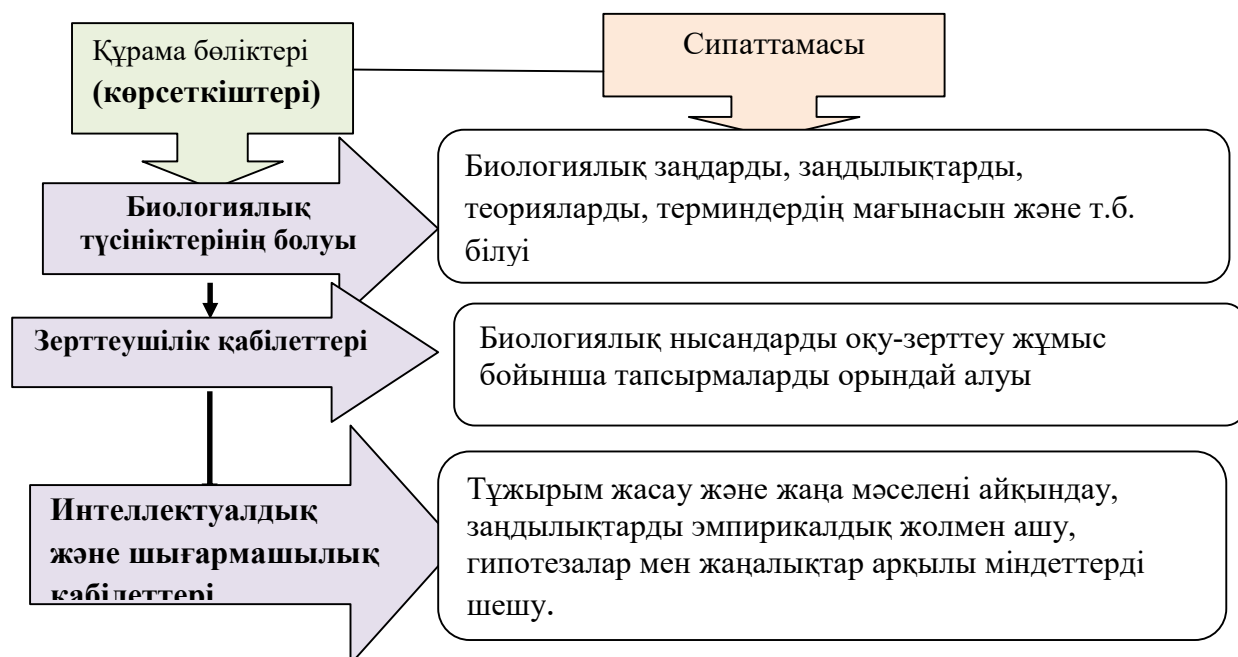 Құрама бөліктері
(көрсеткіштері)
Сипаттамасы
Биологиялық
түсініктерінің болуы
Биологиялық заңдарды, заңдылықтарды,
теорияларды, терминдердің мағынасын және т.б.
білуі
Зерттеушілік қабілеттері
Биологиялық нысандарды оқу-зерттеу жұмыс
бойынша тапсырмаларды орындай алуы
Интеллектуалдық
және шығармашылық
қабілеттері
Тұжырым жасау және жаңа мәселені айқындау,
заңдылықтарды эмпирикалдық жолмен ашу,
гипотезалар мен жаңалықтар арқылы міндеттерді
шешу.